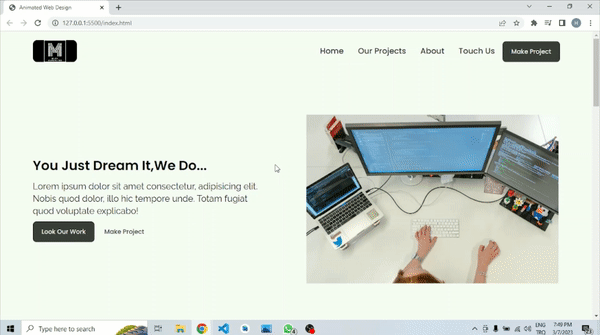 Animated Web Design
127.0.0.1:5500/index.html
M
Home
Our Projects
About
Touch Us
Make Project
You Just Dream It,We Do...
Lorem ipsum dolor sit amet consectetur, adipisicing elit.
Nobis quod dolor, illo hic tempore unde. Totam fugiat
quod voluptate explicabo!
Look Our Work
Make Project
Type here to search
ENG
TRQ
7:49 PM
3/7/2023